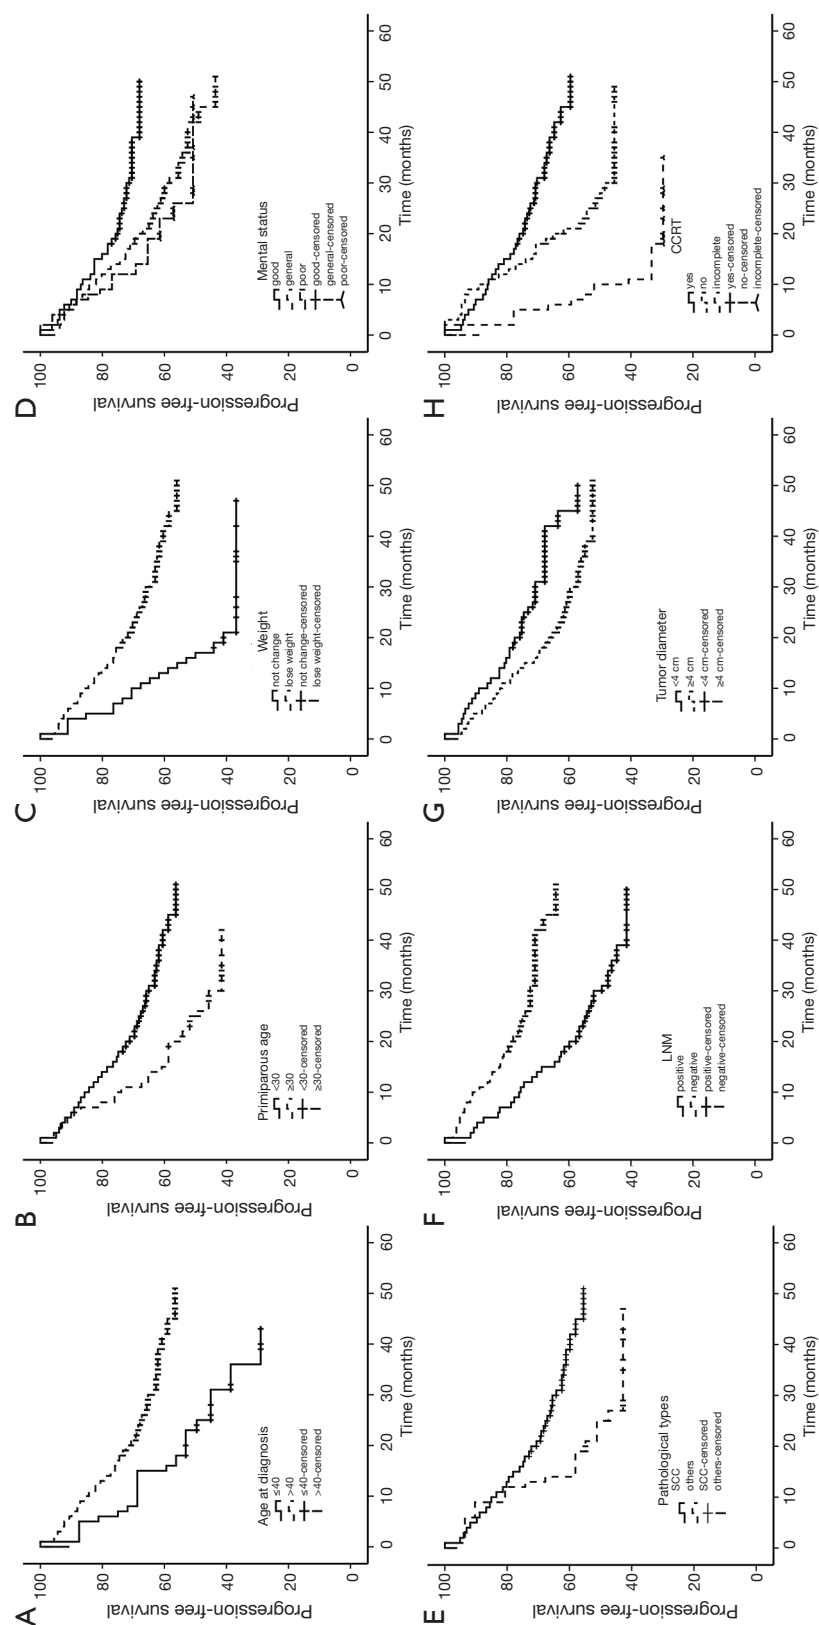 A
Progression-free survival
100
80
60
40
20
0
Age at diagnosis
≤40
>40
≤40-censored
>40-censored
0 10 20 30 40 50 60
Time (months)
B
Progression-free survival
100
80
60
40
20
0
Primiparous age
<30
≥30
<30-censored
≥30-censored
0 10 20 30 40 50 60
Time (months)
C
Progression-free survival
100
80
60
40
20
0
Weight
not change
lose weight
not change-censored
lose weight-censored
0 10 20 30 40 50 60
Time (months)
D
Progression-free survival
100
80
60
40
20
0
Mental status
good
general
poor
good-censored
general-censored
poor-censored
0 10 20 30 40 50 60
Time (months)
E
Progression-free survival
100
80
60
40
20
0
Pathological types
SCC
others
SCC-censored
others-censored
0 10 20 30 40 50 60
Time (months)
F
Progression-free survival
100
80
60
40
20
0
LNM
positive
negative
positive-censored
negative-censored
0 10 20 30 40 50 60
Time (months)
G
Progression-free survival
100
80
60
40
20
0
Tumor diameter
<4 cm
≥4 cm
<4 cm-censored
≥4 cm-censored
0 10 20 30 40 50 60
Time (months)
H
Progression-free survival
100
80
60
40
20
0
CCRT
yes
no
incomplete
yes-censored
no-censored
incomplete-censored
0 10 20 30 40 50 60
Time (months)